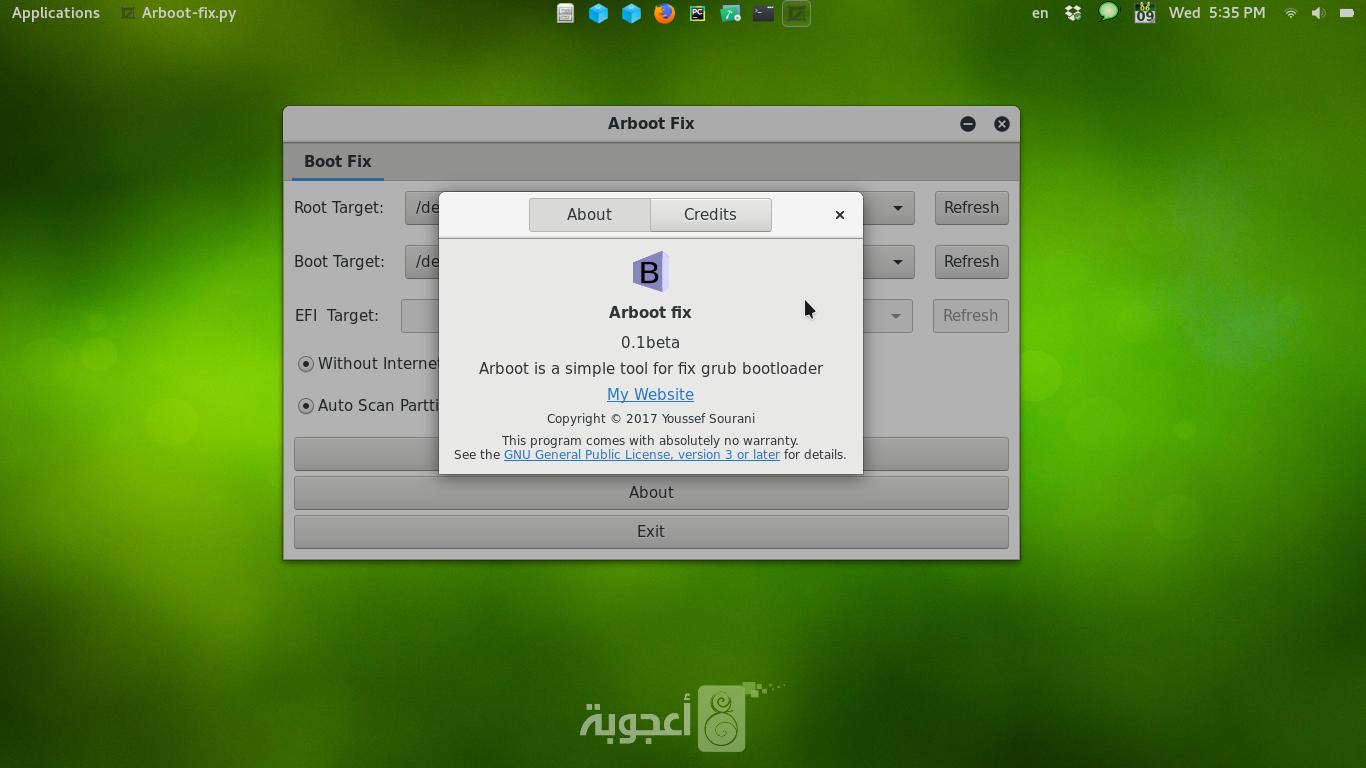 Applications Arboot-fix.py en 09 Wed 5:35 PM
Arboot Fix
Boot Fix
Root Target: /de Refresh
Boot Target: /de Refresh
EFI Target: Refresh
Without Interne
Auto Scan Parti
About Credits
B
Arboot fix
0.1beta
Arboot is a simple tool for fix grub bootloader
My Website
Copyright © 2017 Youssef Sourani
This program comes with absolutely no warranty.
See the GNU General Public License, version 3 or later for details.
About
Exit
أعجوبة